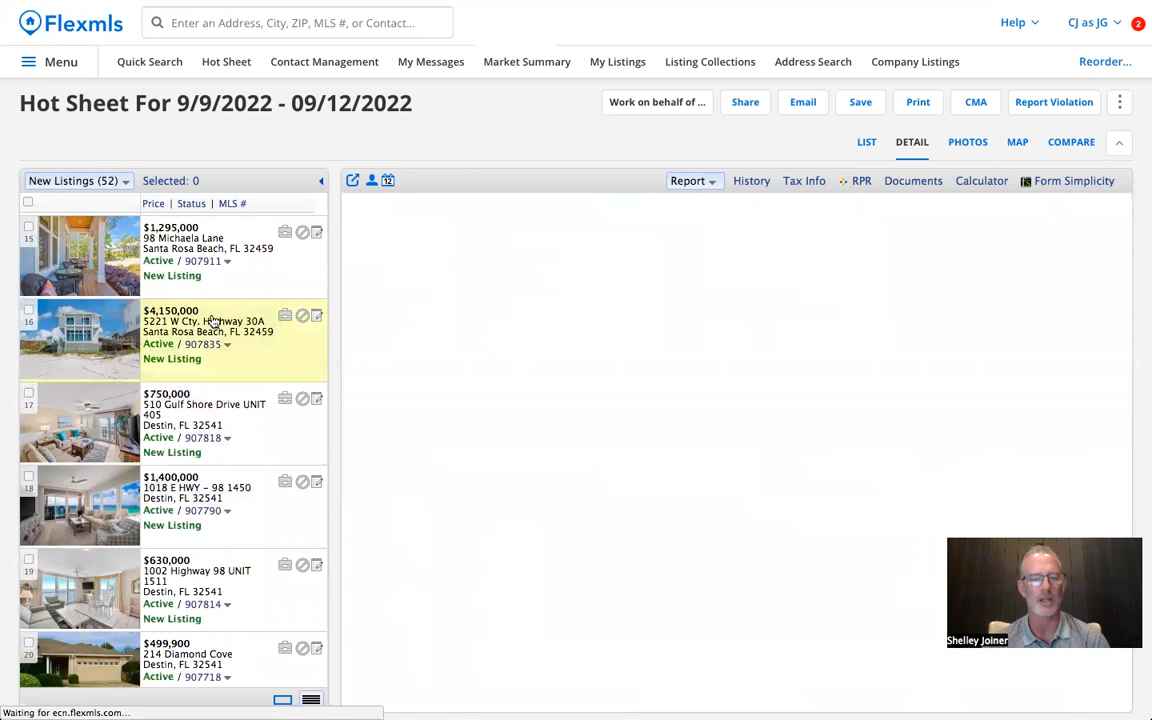 Flexmls
Enter an Address, City, ZIP, MLS #, or Contact...
Help
CJ as JG
2
Menu
Quick Search
Hot Sheet
Contact Management
My Messages
Market Summary
My Listings
Listing Collections
Address Search
Company Listings
Reorder...
Hot Sheet For 9/9/2022 - 09/12/2022
Work on behalf of ...
Share
Email
Save
Print
CMA
Report Violation
LIST
DETAIL
PHOTOS
MAP
COMPARE
New Listings (52)
Selected: 0
12
Report
History
Tax Info
RPR
Documents
Calculator
Form Simplicity
Price | Status | MLS #
15
$1,295,000
98 Michaela Lane
Santa Rosa Beach, FL 32459
Active / 907911
New Listing
16
$4,150,000
5221 W Cty. Highway 30A
Santa Rosa Beach, FL 32459
Active / 907835
New Listing
17
$750,000
510 Gulf Shore Drive UNIT
405
Destin, FL 32541
Active / 907818
New Listing
18
$1,400,000
1018 E HWY - 98 1450
Destin, FL 32541
Active / 907790
New Listing
19
$630,000
1002 Highway 98 UNIT
1511
Destin, FL 32541
Active / 907814
New Listing
20
$499,900
214 Diamond Cove
Destin, FL 32541
Active / 907718
Shelley Joiner
Waiting for ecn.flexmls.com...